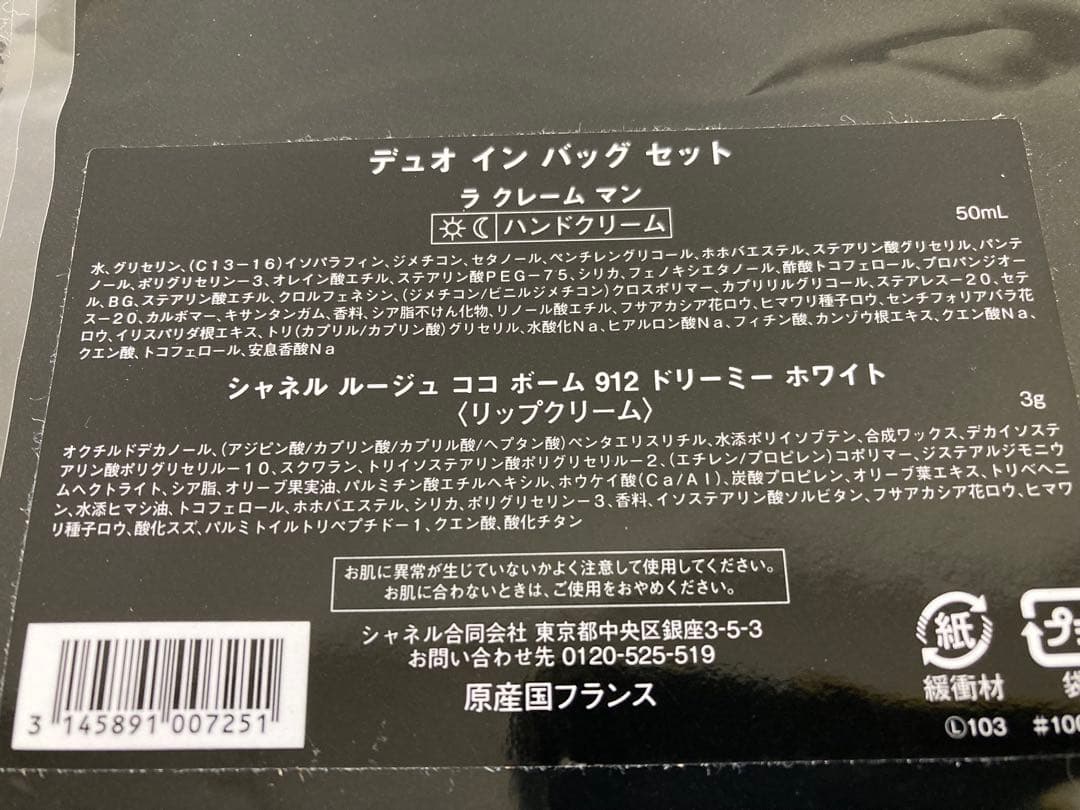 デュオ イン バッグ セット
ラ クレーム マン
ハンドクリーム
50mL
水、グリセリン、(C13-16)イソパラフィン、ジメチコン、セタノール、ペンチレングリコール、ホホバエステル、ステアリン酸グリセリル、パンテ
ノール、ポリグリセリン-3、オレイン酸エチル、ステアリン酸PEG-75、シリカ、フェノキシエタノール、酢酸トコフェロール、プロパンジオー
ル、BG、ステアリン酸エチル、クロルフェネシン、(ジメチコン/ビニルジメチコン)クロスポリマー、カプリリルグリコール、ステアレス-20、セテ
ス-20、カルボマー、キサンタンガム、香料、シア脂不けん化物、リノール酸エチル、フサアカシア花ロウ、ヒマワリ種子ロウ、センチフォリアバラ花
ロウ、イリスパリダ根エキス、トリ(カプリル/カプリン酸)グリセリル、水酸化Na、ヒアルロン酸Na、フィチン酸、カンゾウ根エキス、クエン酸Na、
クエン酸、トコフェロール、安息香酸Na
シャネル ルージュ ココ ボーム 912 ドリーミー ホワイト
〈リップクリーム〉
3g
オクチルドデカノール、(アジピン酸/カプリン酸/カプリル酸/ヘプタン酸)ペンタエリスリチル、水添ポリイソブテン、合成ワックス、デカイソステ
アリン酸ポリグリセリル-10、スクワラン、トリイソステアリン酸ポリグリセリル-2、(エチレン/プロピレン)コポリマー、ジステアルジモニウ
ムヘクトライト、シア脂、オリーブ果実油、パルミチン酸エチルヘキシル、ホウケイ酸(Ca/Al)、炭酸プロピレン、オリーブ葉エキス、トリベヘニ
ン、水添ヒマシ油、トコフェロール、ホホバエステル、シリカ、ポリグリセリン-3、香料、イソステアリン酸ソルビタン、フサアカシア花ロウ、ヒマワ
リ種子ロウ、酸化スズ、パルミトイルトリペプチド-1、クエン酸、酸化チタン
お肌に異常が生じていないかよく注意して使用してください。
お肌に合わないときは、ご使用をおやめください。
シャネル合同会社 東京都中央区銀座3-5-3
お問い合わせ先 0120-525-519
原産国フランス
3 145891 007251
紙
緩衝材
プ
袋
Ⓛ103 #100